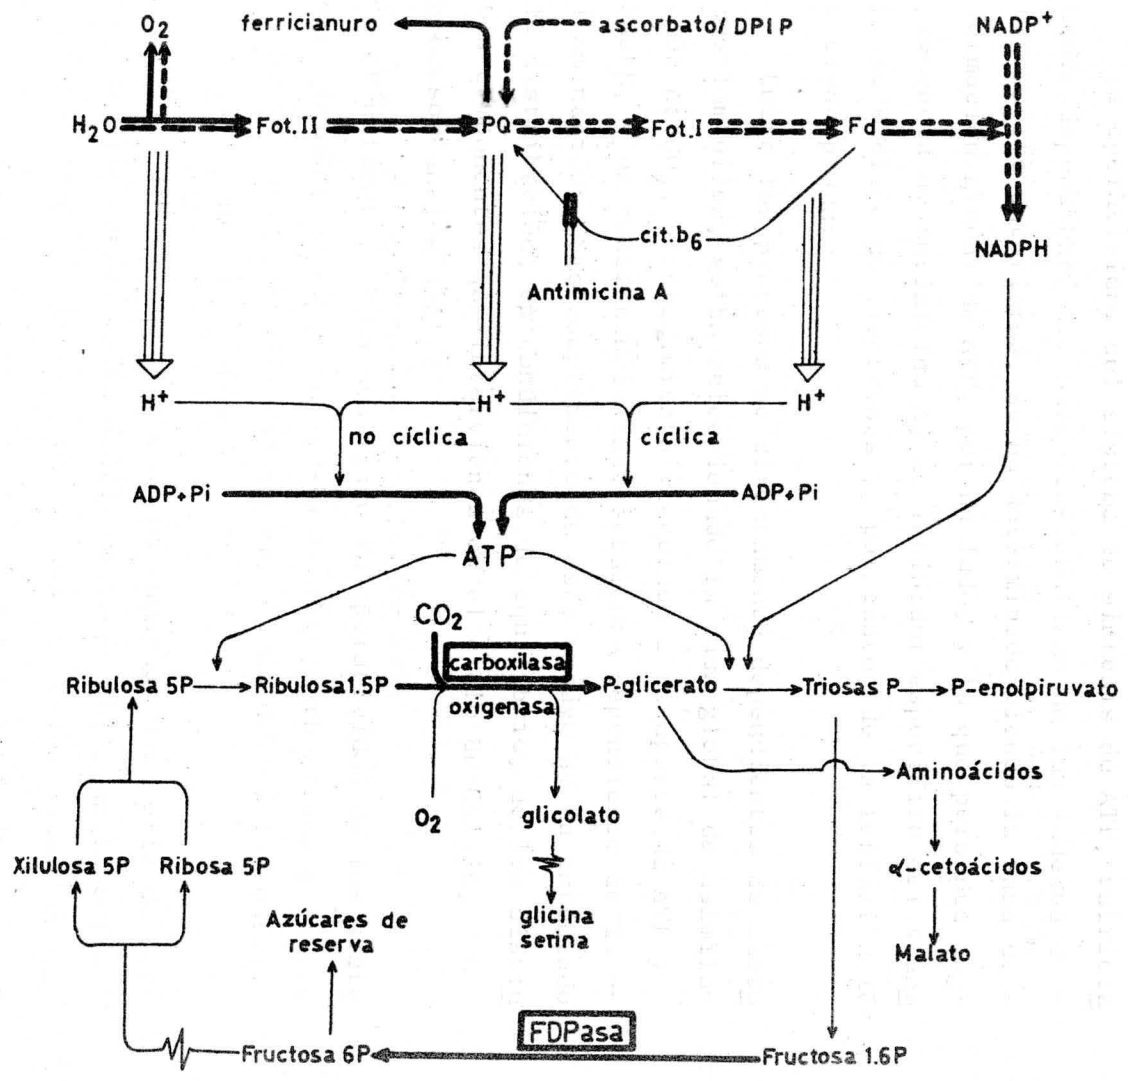 O2
ferricianuro
ascorbato/ DPIP
NADP+
H2O
Fot.II
PQ
Fot.I
Fd
cit.b6
NADPH
Antimicina A
H+
H+
H+
no cíclica
cíclica
ADP+Pi
ADP+Pi
ATP
CO2
carboxilasa
Ribulosa 5P
Ribulosa1.5P
P-glicerato
Triosas P
P-enolpiruvato
oxigenasa
Aminoácidos
O2
glicolato
Xilulosa 5P
Ribosa 5P
α-cetoácidos
Azúcares de
reserva
glicina
serina
Malato
FDPasa
Fructosa 6P
Fructosa 1.6P